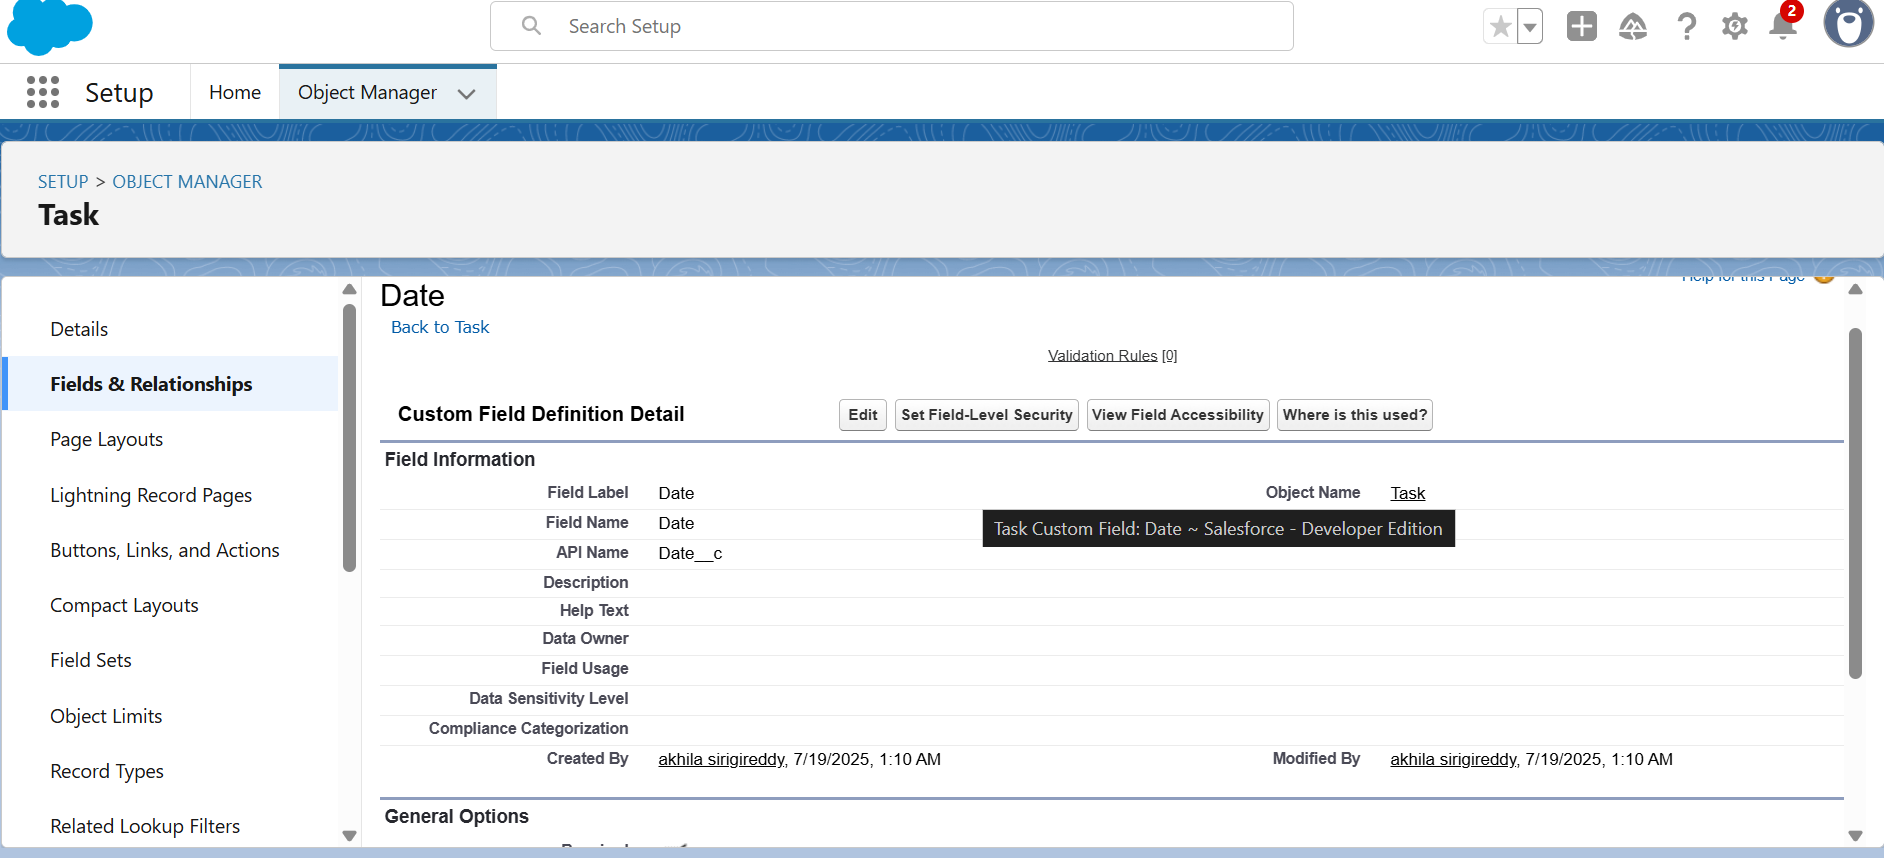 Search Setup
2
Setup
Home
Object Manager
SETUP > OBJECT MANAGER
Task
Details
Fields & Relationships
Page Layouts
Lightning Record Pages
Buttons, Links, and Actions
Compact Layouts
Field Sets
Object Limits
Record Types
Related Lookup Filters
Help for this Page
Date
Back to Task
Validation Rules [0]
Custom Field Definition Detail
Edit
Set Field-Level Security
View Field Accessibility
Where is this used?
Field Information
Field Label Date
Object Name Task
Field Name Date
Task Custom Field: Date ~ Salesforce - Developer Edition
API Name Date__c
Description
Help Text
Data Owner
Field Usage
Data Sensitivity Level
Compliance Categorization
Created By akhila sirigireddy, 7/19/2025, 1:10 AM
Modified By akhila sirigireddy, 7/19/2025, 1:10 AM
General Options